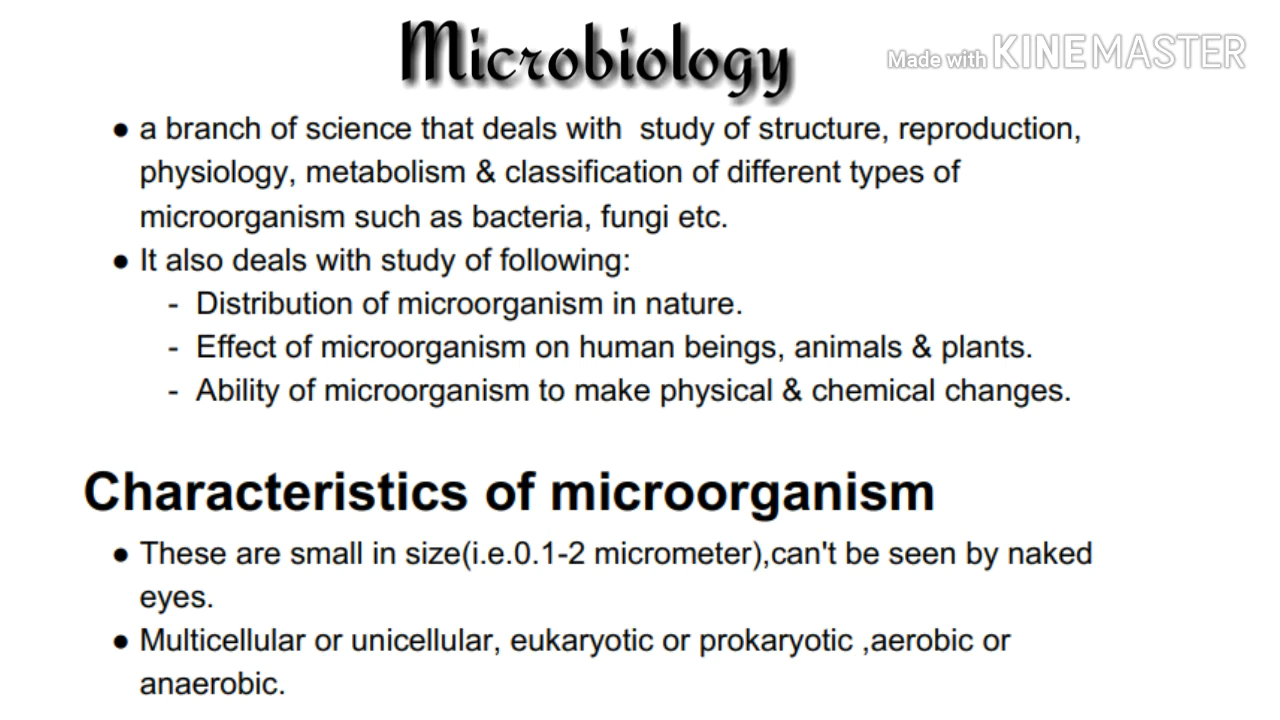 Microbiology
Made with KINEMASTER
● a branch of science that deals with  study of structure, reproduction,
physiology, metabolism & classification of different types of
microorganism such as bacteria, fungi etc.
● It also deals with study of following:
- Distribution of microorganism in nature.
- Effect of microorganism on human beings, animals & plants.
- Ability of microorganism to make physical & chemical changes.
Characteristics of microorganism
● These are small in size(i.e.0.1-2 micrometer),can't be seen by naked
eyes.
● Multicellular or unicellular, eukaryotic or prokaryotic ,aerobic or
anaerobic.